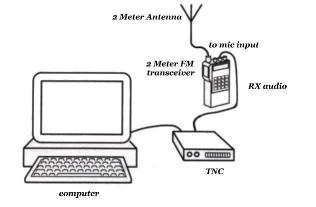 2 Meter Antenna
to mic input
2 Meter FM
transceiver
RX audio
TNC
computer